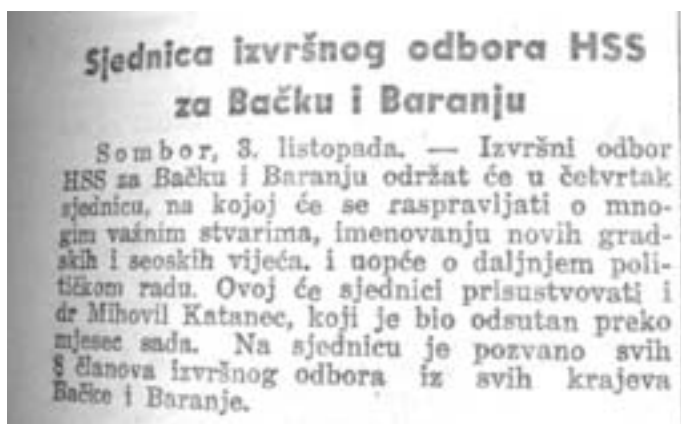 Sjednica izvršnog odbora HSS
za Bačku i Baranju
Sombor, 3. listopada. — Izvršni odbor
HSS za Bačku i Baranju održat će u četvrtak
sjednicu, na kojoj će se raspravljati o mno-
gim važnim stvarima, imenovanju novih grad-
skih i seoskih vijeća. i uopće o daljnjem poli-
tičkom radu. Ovoj će sjednici prisustvovati i
dr Mihovil Katanec, koji je bio odsutan preko
mjesec sada. Na sjednicu je pozvano svih
8 članova izvršnog odbora iz svih krajeva
Bačke i Baranje.